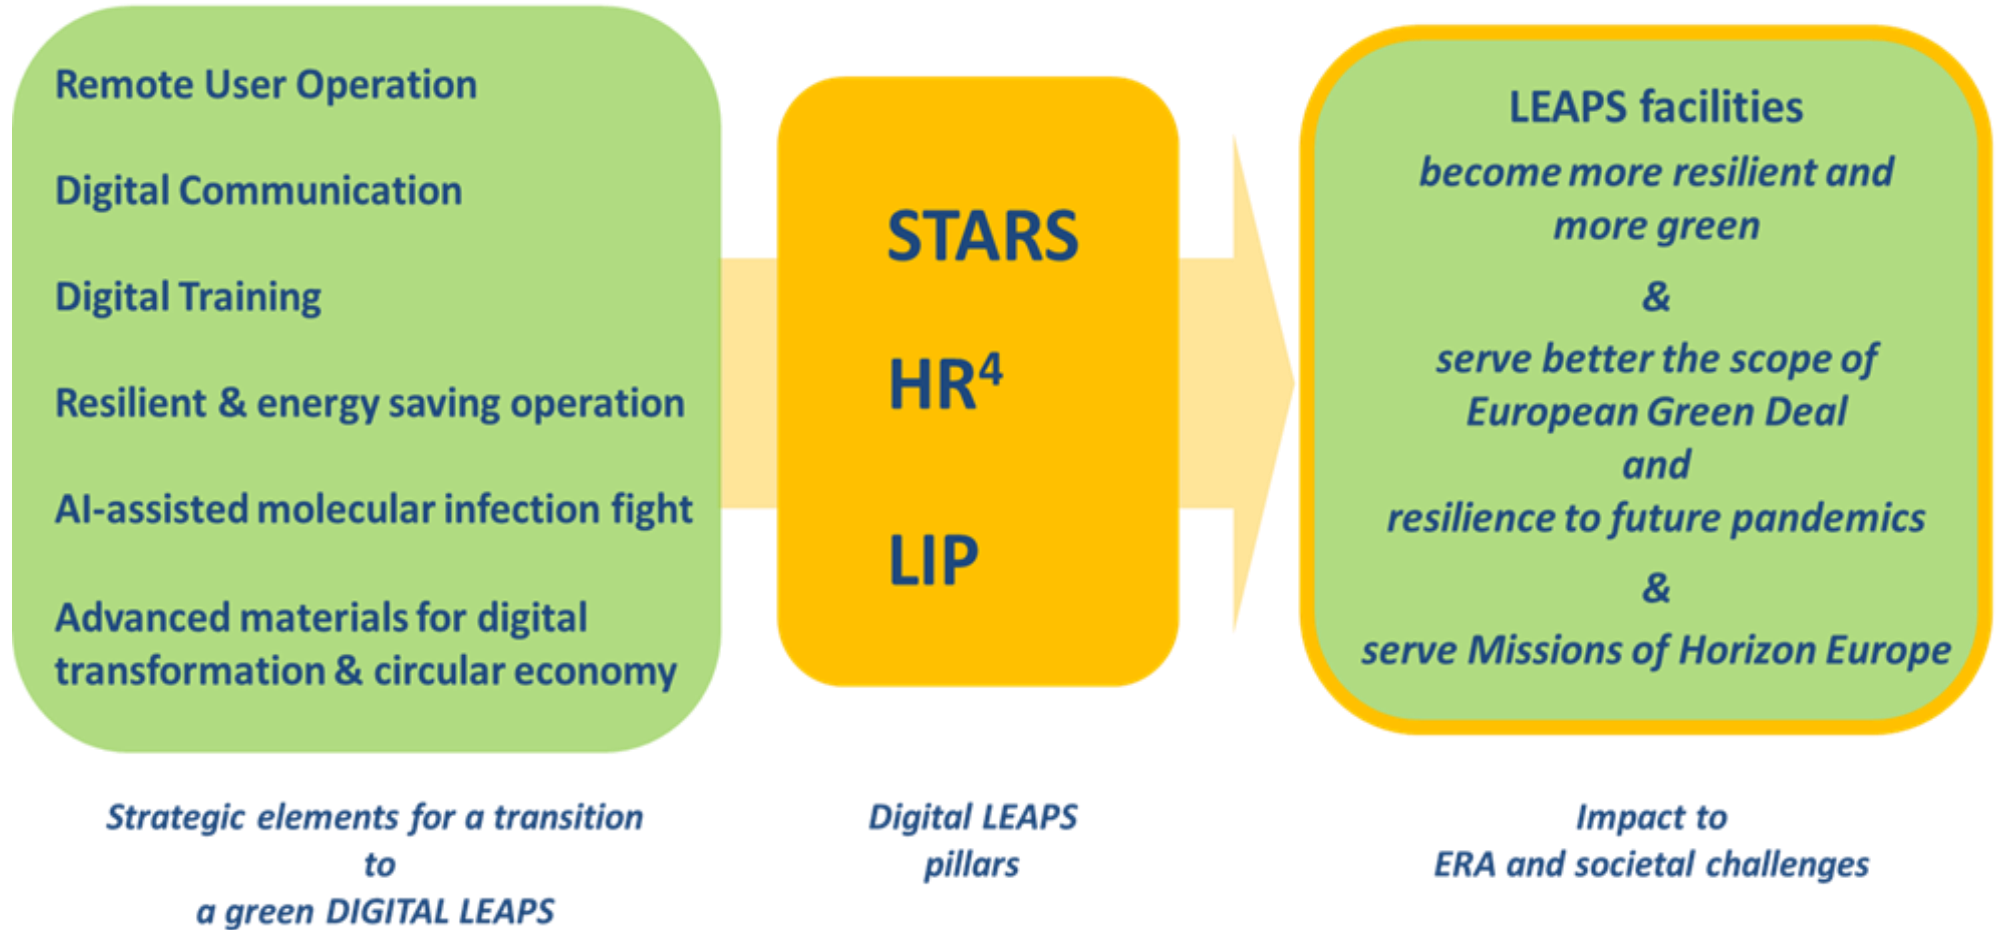 Remote User Operation
Digital Communication
Digital Training
Resilient & energy saving operation
AI-assisted molecular infection fight
Advanced materials for digital
transformation & circular economy
Strategic elements for a transition
to
a green DIGITAL LEAPS
STARS
HR⁴
LIP
Digital LEAPS
pillars
LEAPS facilities
become more resilient and
more green
&
serve better the scope of
European Green Deal
and
resilience to future pandemics
&
serve Missions of Horizon Europe
Impact to
ERA and societal challenges